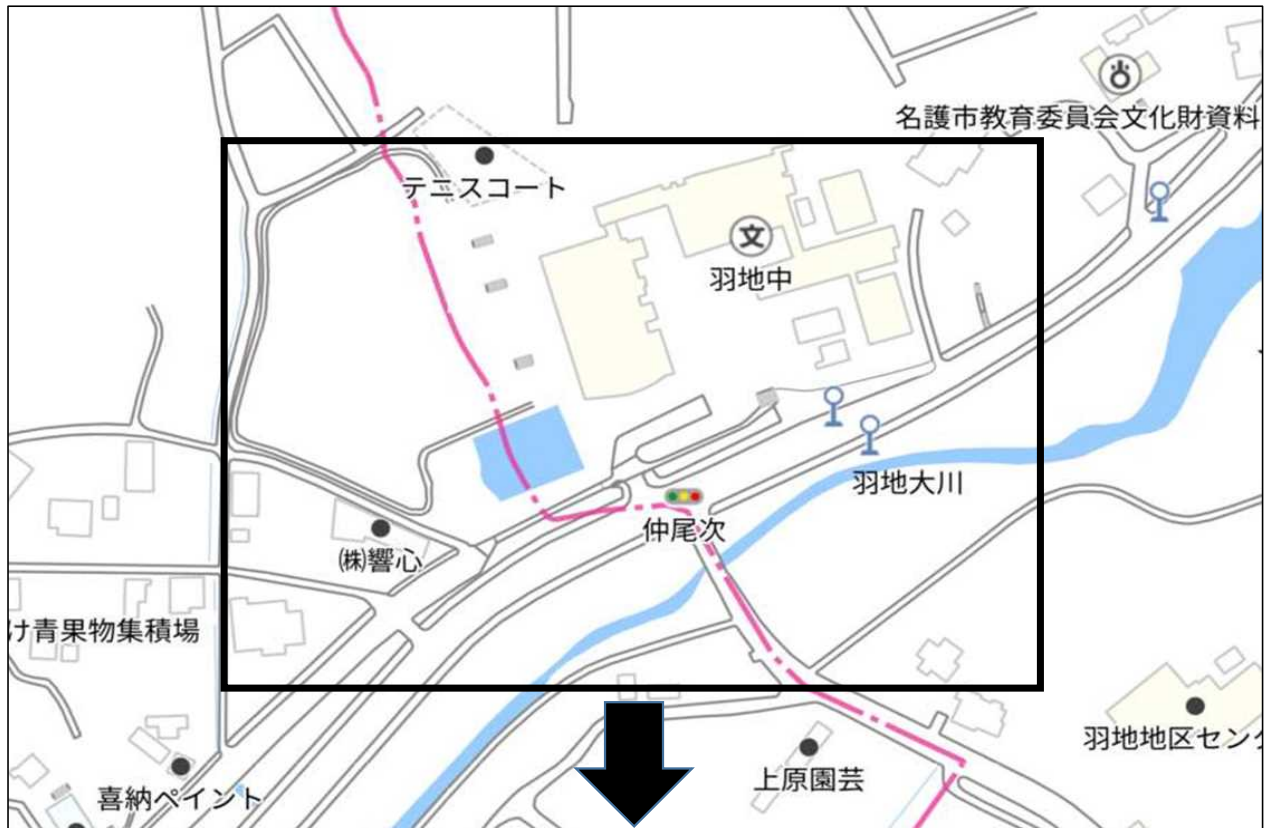 名護市教育委員会文化財資料
テニスコート
文
羽地中
羽地大川
仲尾次
㈱響心
け青果物集積場
羽地地区セン
上原園芸
喜納ペイント